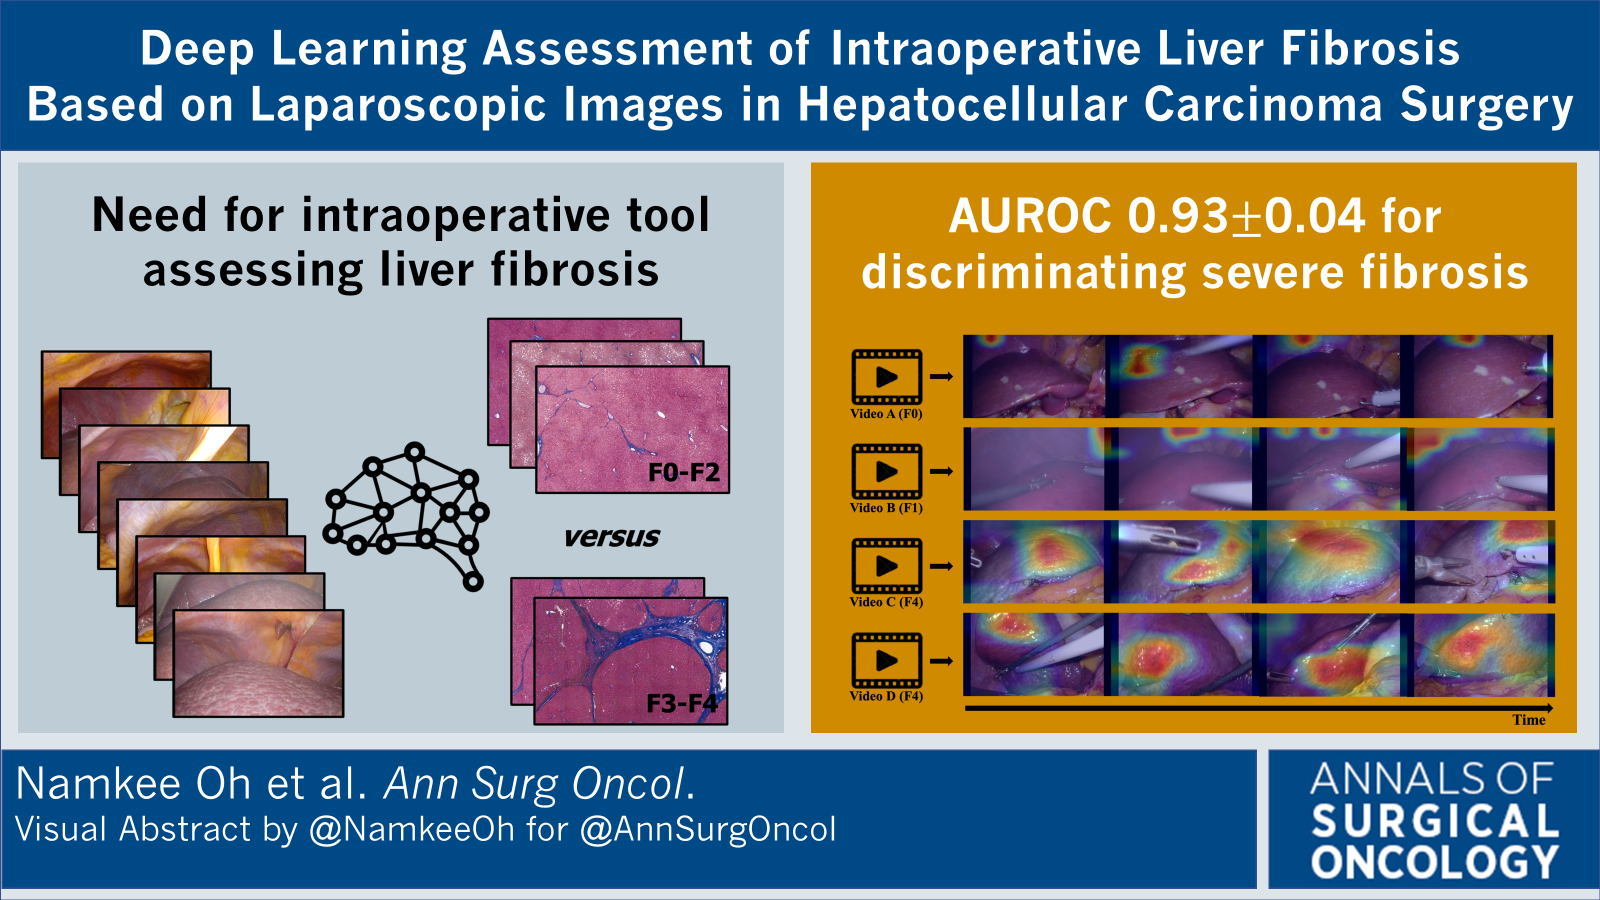 Deep Learning Assessment of Intraoperative Liver Fibrosis
Based on Laparoscopic Images in Hepatocellular Carcinoma Surgery
Need for intraoperative tool
assessing liver fibrosis
F0-F2
versus
F3-F4
AUROC 0.93±0.04 for
discriminating severe fibrosis
Video A (F0)
Video B (F1)
Video C (F4)
Video D (F4)
Time
Namkee Oh et al. Ann Surg Oncol.
Visual Abstract by @NamkeeOh for @AnnSurgOncol
ANNALS OF
SURGICAL
ONCOLOGY